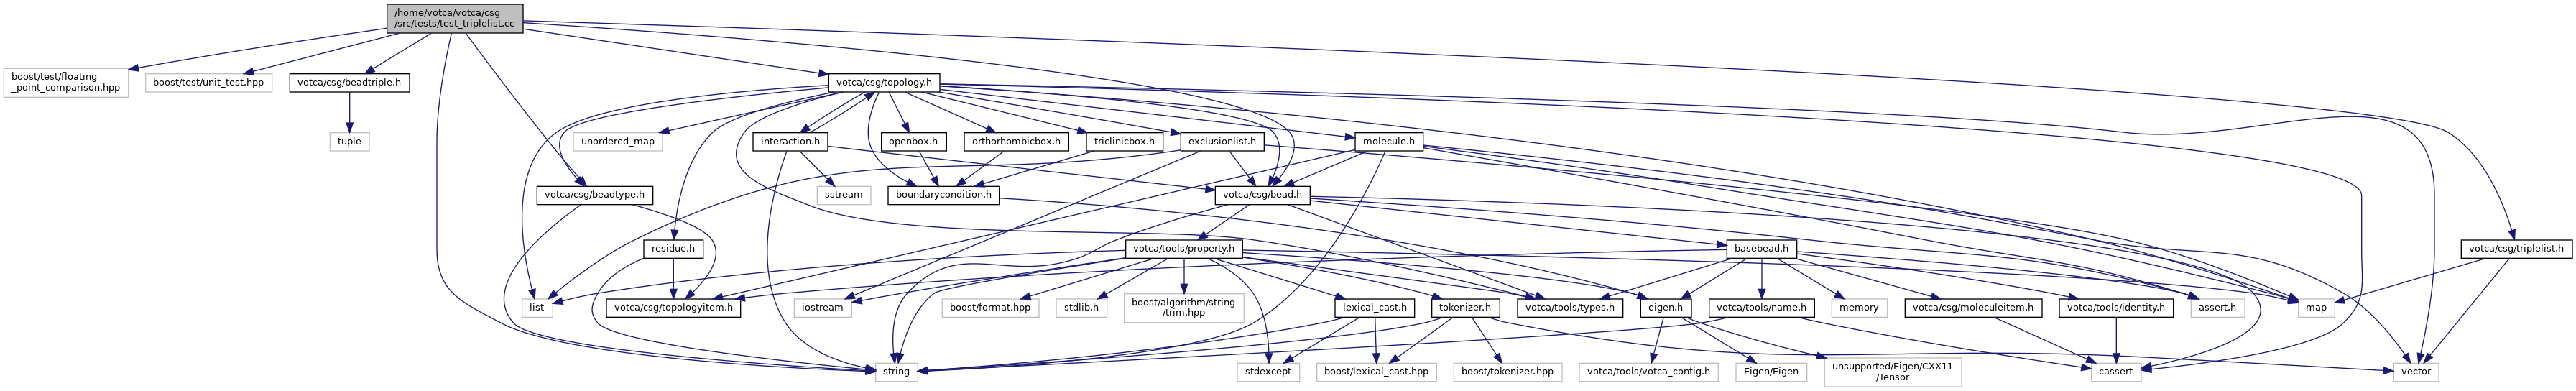 /home/votca/votca/csg
/src/tests/test_triplelist.cc
boost/test/floating
_point_comparison.hpp
boost/test/unit_test.hpp
votca/csg/beadtriple.h
votca/csg/topology.h
tuple
unordered_map
interaction.h
openbox.h
orthorhombicbox.h
triclinicbox.h
exclusionlist.h
molecule.h
votca/csg/beadtype.h
sstream
boundarycondition.h
votca/csg/bead.h
residue.h
votca/tools/property.h
basebead.h
votca/csg/triplelist.h
list
votca/csg/topologyitem.h
iostream
boost/format.hpp
stdlib.h
boost/algorithm/string
/trim.hpp
lexical_cast.h
tokenizer.h
votca/tools/types.h
eigen.h
votca/tools/name.h
memory
votca/csg/moleculeitem.h
votca/tools/identity.h
assert.h
map
string
stdexcept
boost/lexical_cast.hpp
boost/tokenizer.hpp
votca/tools/votca_config.h
Eigen/Eigen
unsupported/Eigen/CXX11
/Tensor
cassert
vector